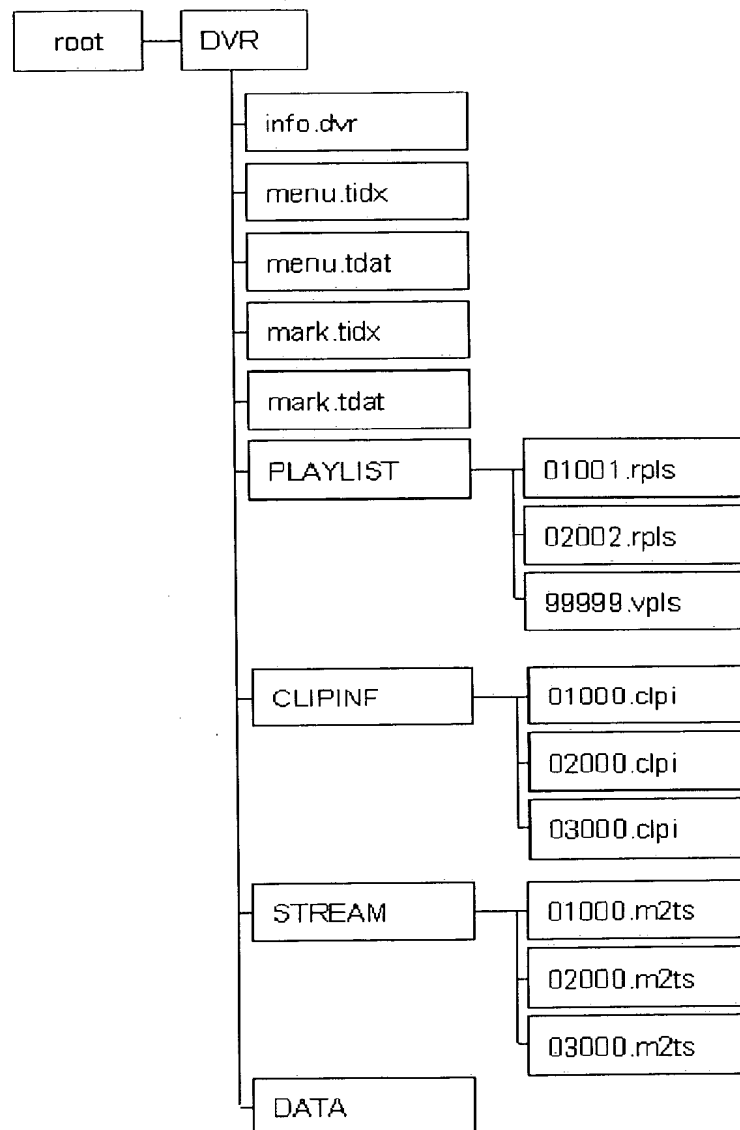 root
DVR
info.dvr
menu.tidx
menu.tdat
mark.tidx
mark.tdat
PLAYLIST
01001.rpls
02002.rpls
99999.vpls
CLIPINF
01000.clpi
02000.clpi
03000.clpi
STREAM
01000.m2ts
02000.m2ts
03000.m2ts
DATA